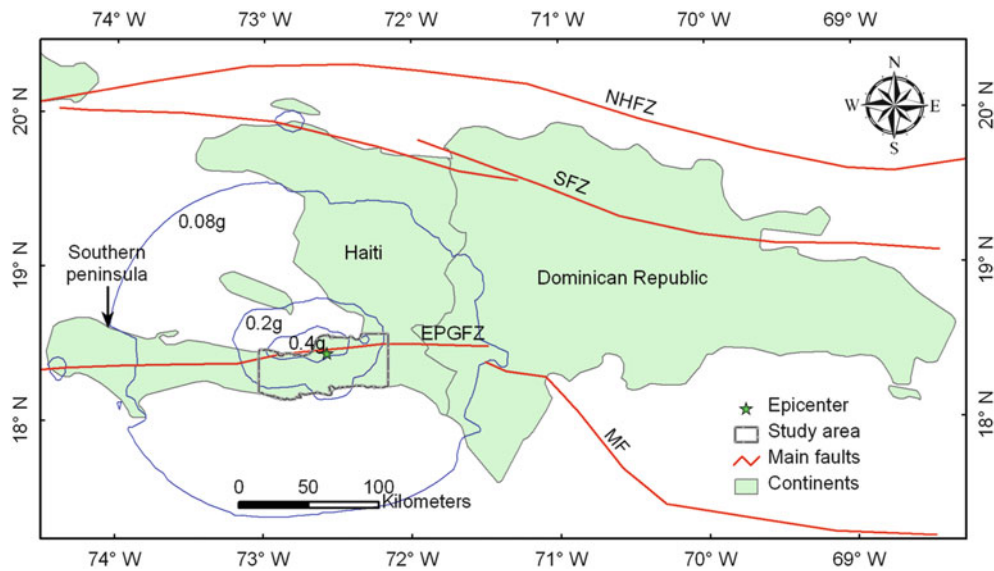 74° W 73° W 72° W 71° W 70° W 69° W
N
W E
S
NHFZ
20° N 20° N
SFZ
0.08g
Southern
peninsula
Haiti
19° N 19° N
Dominican Republic
0.2g
0.4g
EPGFZ
18° N 18° N
MF
Epicenter
Study area
Main faults
Continents
0 50 100
Kilometers
74° W 73° W 72° W 71° W 70° W 69° W